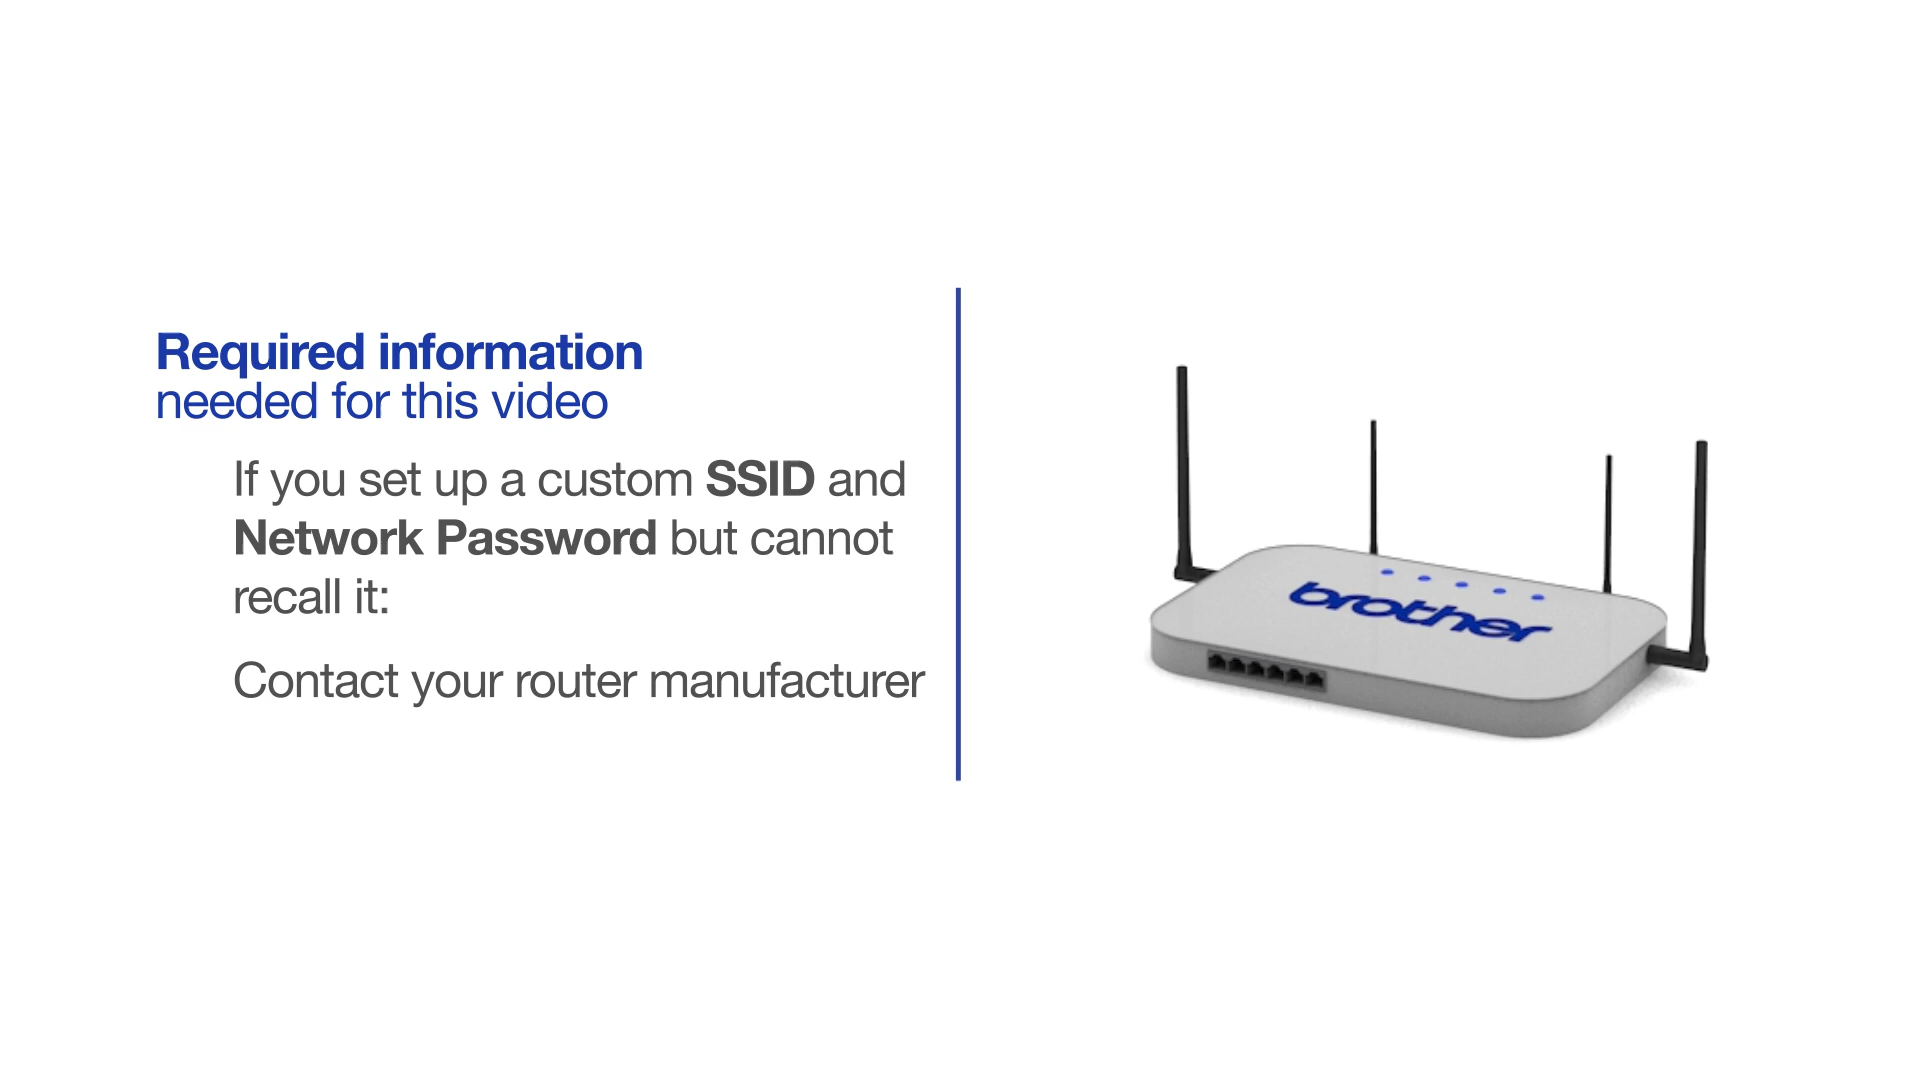 Required information
needed for this video
If you set up a custom SSID and
Network Password but cannot
recall it:
Contact your router manufacturer
brother